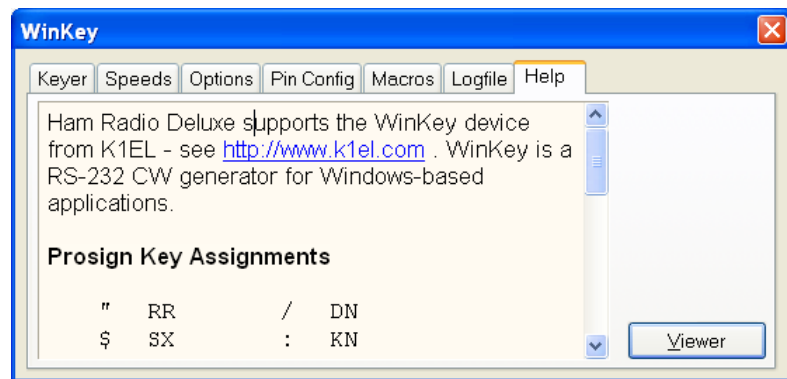 WinKey
Keyer Speeds Options Pin Config Macros Logfile Help
Ham Radio Deluxe supports the WinKey device
from K1EL - see http://www.k1el.com . WinKey is a
RS-232 CW generator for Windows-based
applications.
Prosign Key Assignments
" RR / DN
$ SX : KN
Viewer